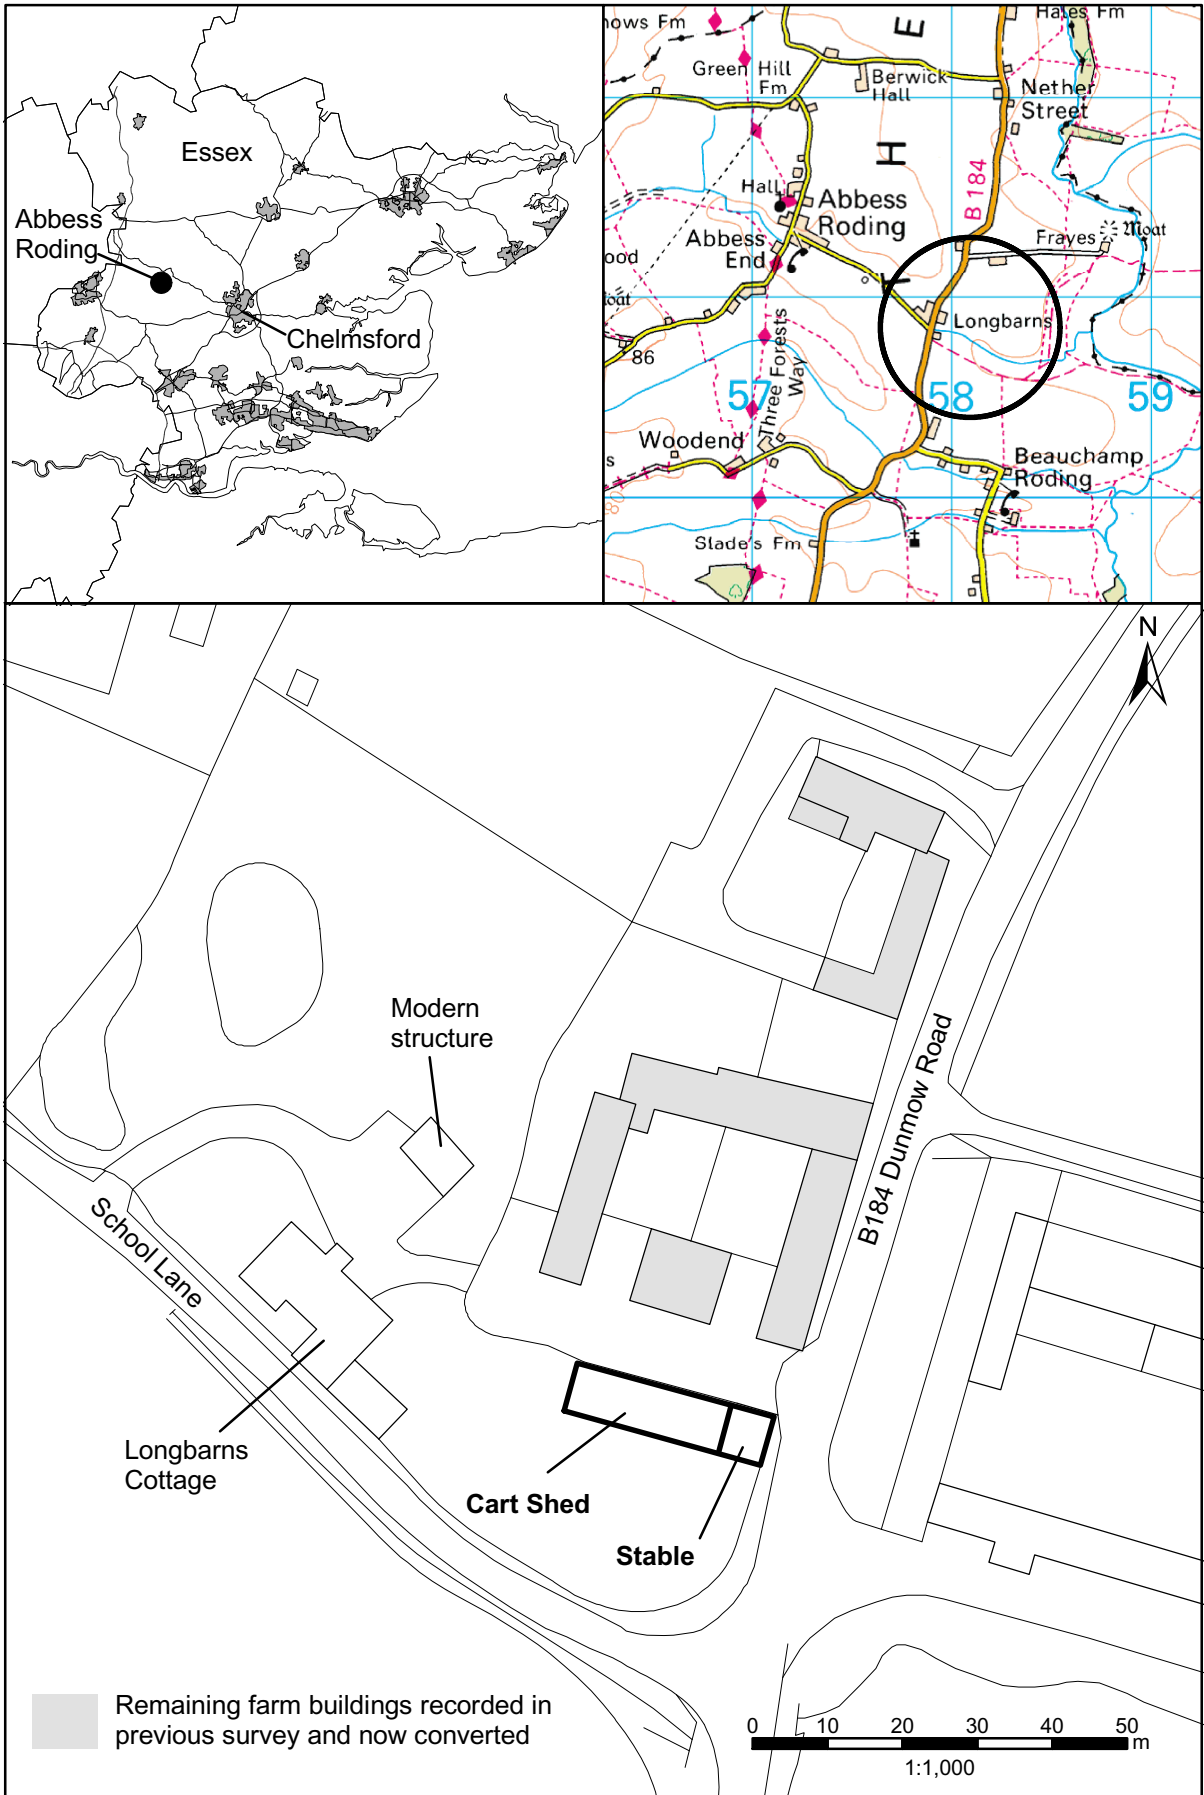 Essex
Abbess
Roding
Chelmsford
Hales Fm
Green Hill
Fm
Berwick
Hall
Nether
Street
E
H
T
B 184
Hall
Abbess
Roding
Abbess
End
Frayes
Moat
Longbarns
86
57
58
59
Three Forests
Way
Woodend
Beauchamp
Roding
Slade's Fm
N
Modern
structure
B184 Dunmow Road
School Lane
Longbarns
Cottage
Cart Shed
Stable
Remaining farm buildings recorded in
previous survey and now converted
0 10 20 30 40 50
m
1:1,000